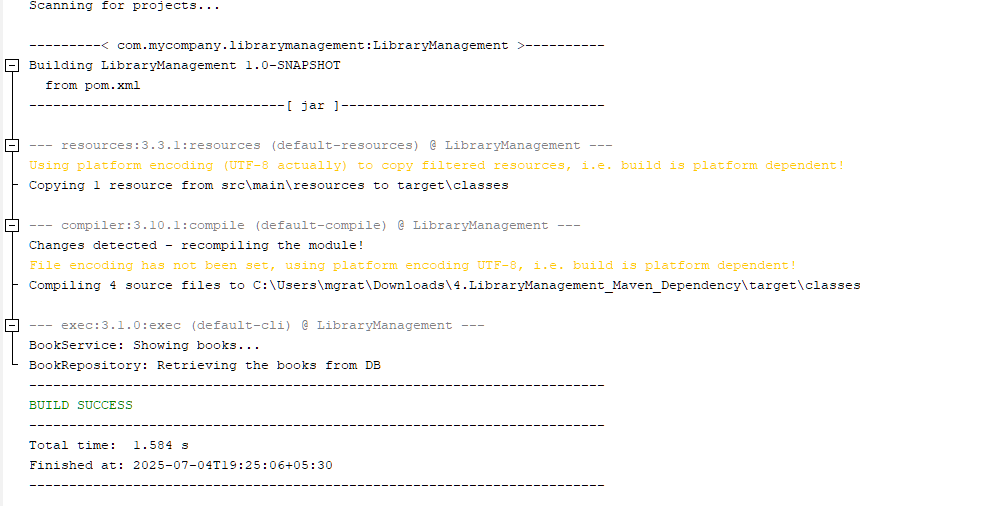 Scanning for projects...
---------< com.mycompany.librarymanagement:LibraryManagement >----------
Building LibraryManagement 1.0-SNAPSHOT
  from pom.xml
--------------------------------[ jar ]---------------------------------
--- resources:3.3.1:resources (default-resources) @ LibraryManagement ---
Using platform encoding (UTF-8 actually) to copy filtered resources, i.e. build is platform dependent!
Copying 1 resource from src\main\resources to target\classes
--- compiler:3.10.1:compile (default-compile) @ LibraryManagement ---
Changes detected - recompiling the module!
File encoding has not been set, using platform encoding UTF-8, i.e. build is platform dependent!
Compiling 4 source files to C:\Users\mgrat\Downloads\4.LibraryManagement_Maven_Dependency\target\classes
--- exec:3.1.0:exec (default-cli) @ LibraryManagement ---
BookService: Showing books...
BookRepository: Retrieving the books from DB
------------------------------------------------------------------------
BUILD SUCCESS
------------------------------------------------------------------------
Total time:  1.584 s
Finished at: 2025-07-04T19:25:06+05:30
------------------------------------------------------------------------